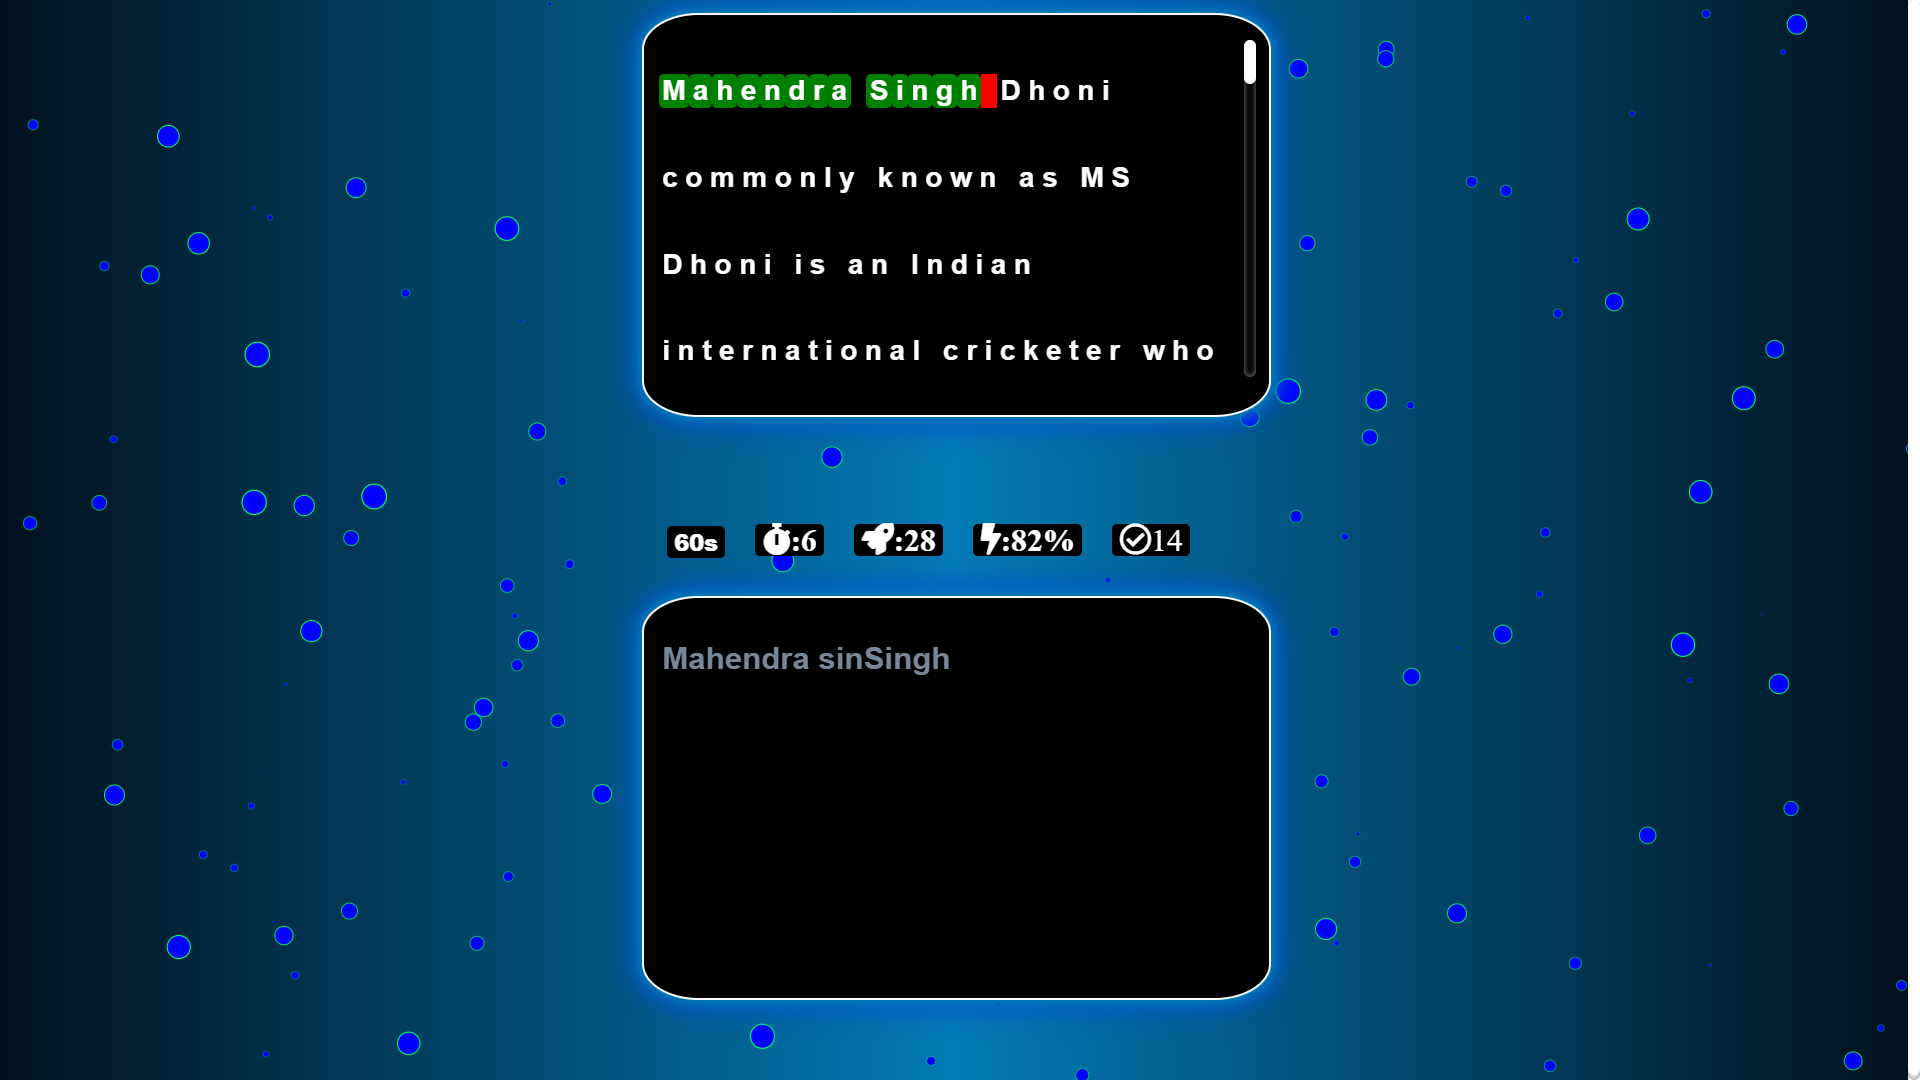 Mahendra Singh Dhoni
commonly known as MS
Dhoni is an Indian
international cricketer who
60s :6 :28 :82% 14
Mahendra sinSingh